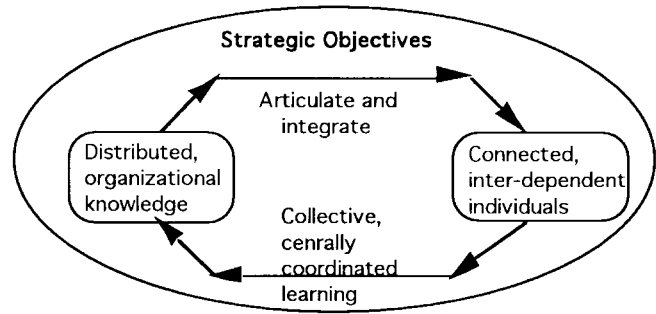 Strategic Objectives
Articulate and
integrate
Distributed,
organizational
knowledge
Connected,
inter-dependent
individuals
Collective,
cenrally
coordinated
learning